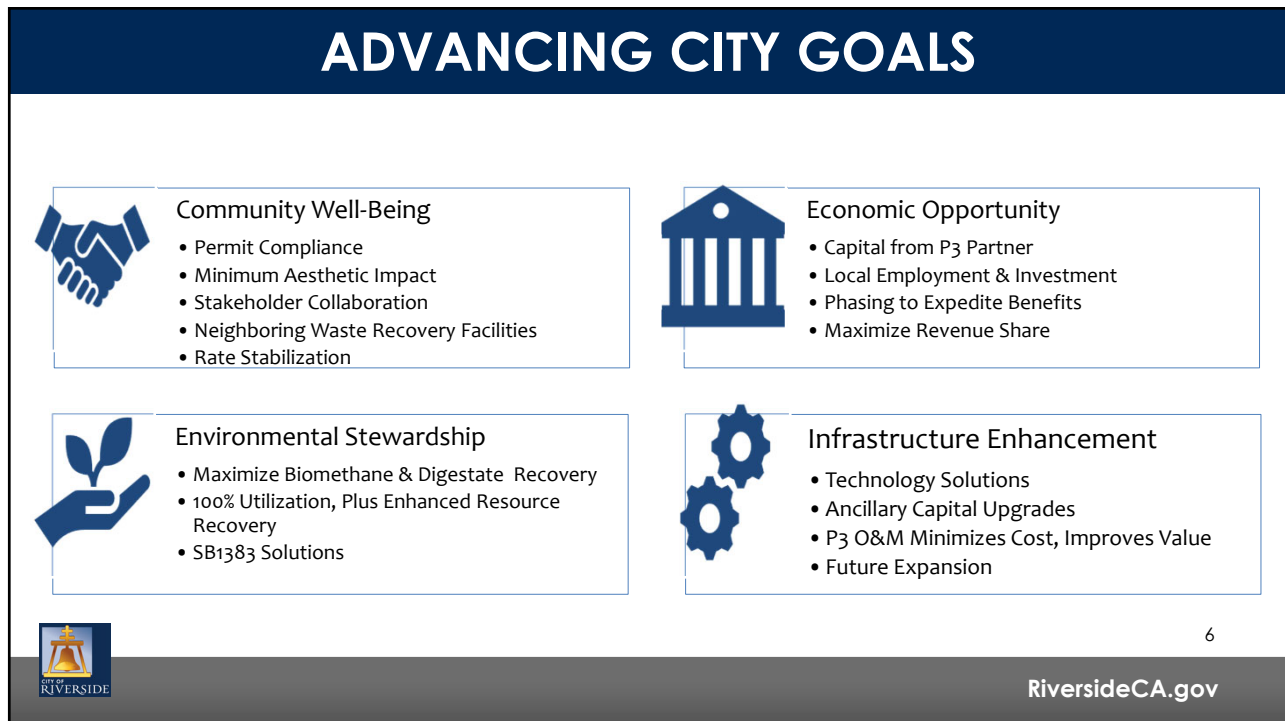 ADVANCING CITY GOALS
Community Well-Being
• Permit Compliance
• Minimum Aesthetic Impact
• Stakeholder Collaboration
• Neighboring Waste Recovery Facilities
• Rate Stabilization
Economic Opportunity
• Capital from P3 Partner
• Local Employment & Investment
• Phasing to Expedite Benefits
• Maximize Revenue Share
Environmental Stewardship
• Maximize Biomethane & Digestate Recovery
• 100% Utilization, Plus Enhanced Resource
Recovery
• SB1383 Solutions
Infrastructure Enhancement
• Technology Solutions
• Ancillary Capital Upgrades
• P3 O&M Minimizes Cost, Improves Value
• Future Expansion
6
CITY OF
RIVERSIDE
RiversideCA.gov